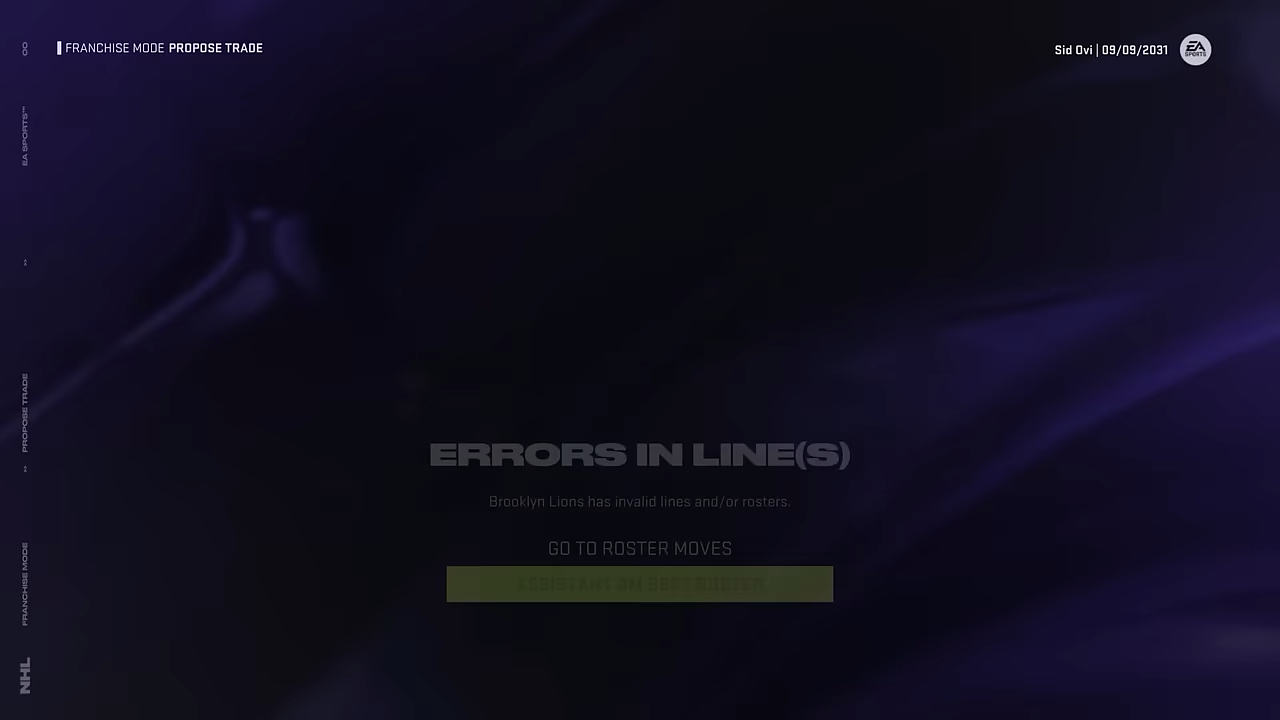 FRANCHISE MODE PROPOSE TRADE
Sid Ovi | 09/09/2031
EA SPORTS
EA SPORTS™
PROPOSE TRADE
FRANCHISE MODE
NHL
ERRORS IN LINE(S)
Brooklyn Lions has invalid lines and/or rosters.
GO TO ROSTER MOVES